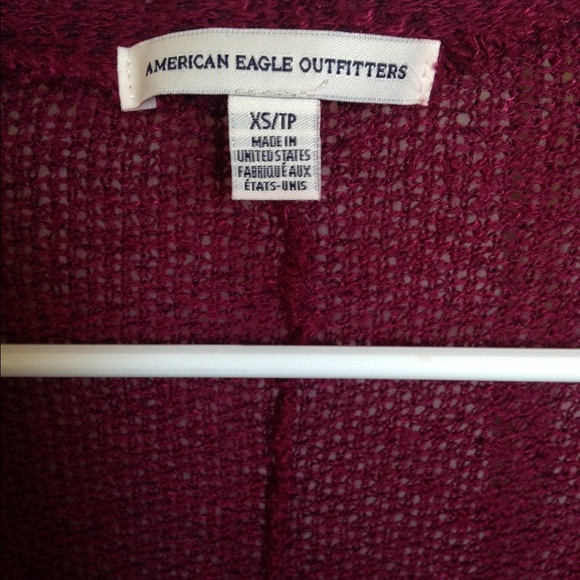 AMERICAN EAGLE OUTFITTERS
XS/TP
MADE IN
UNITED STATES
FABRIQUÉ AUX
ÉTATS-UNIS